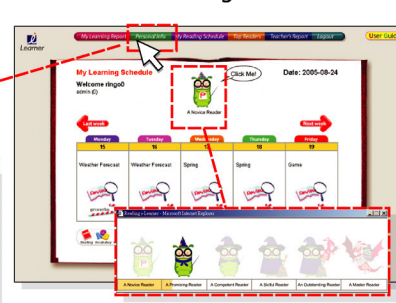 Learner
My Learning Report Personal Info My Reading Schedule Top Readers Teacher's Report Logout
User Guide
My Learning Schedule
Welcome ringo0
admin (0)
Click Me!
Date: 2005-08-24
A Novice Reader
Last week
Next week
Monday Tuesday Wednesday Thursday Friday
15 16 17 18 19
Weather Forecast Weather Forecast Spring Spring Game
Reading e-Learner - Microsoft Internet Explorer
A Novice Reader A Promising Reader A Competent Reader A Skilful Reader An Outstanding Reader A Master Reader